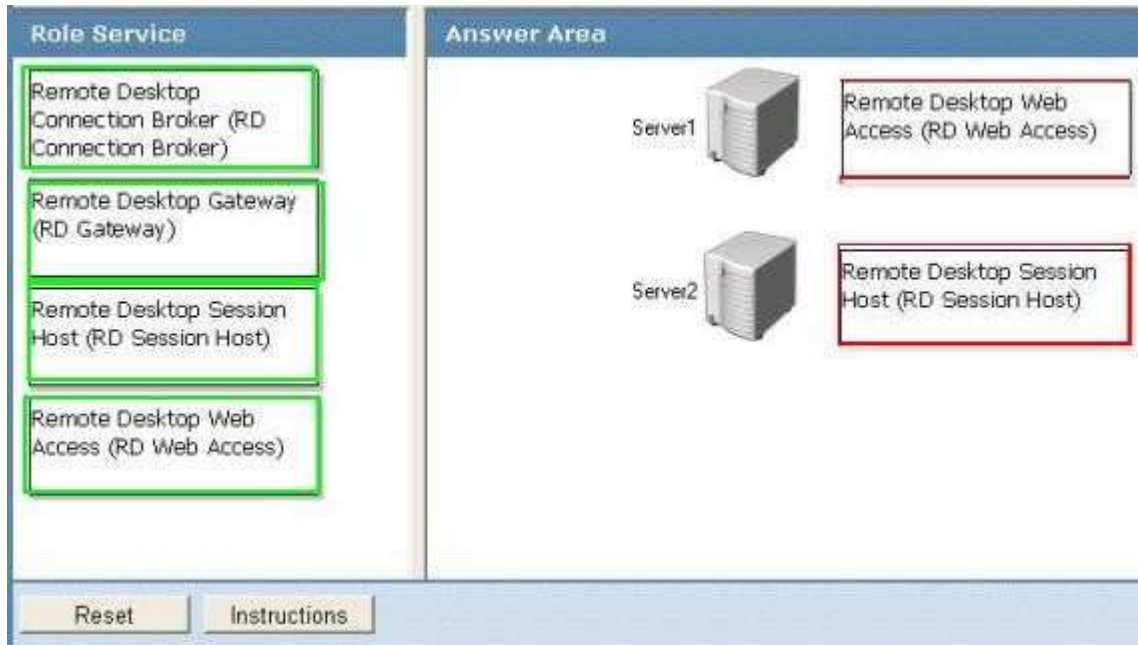 Role Service
Remote Desktop
Connection Broker (RD
Connection Broker)
Remote Desktop Gateway
(RD Gateway)
Remote Desktop Session
Host (RD Session Host)
Remote Desktop Web
Access (RD Web Access)
Answer Area
Server1
Remote Desktop Web
Access (RD Web Access)
Server2
Remote Desktop Session
Host (RD Session Host)
Reset
Instructions